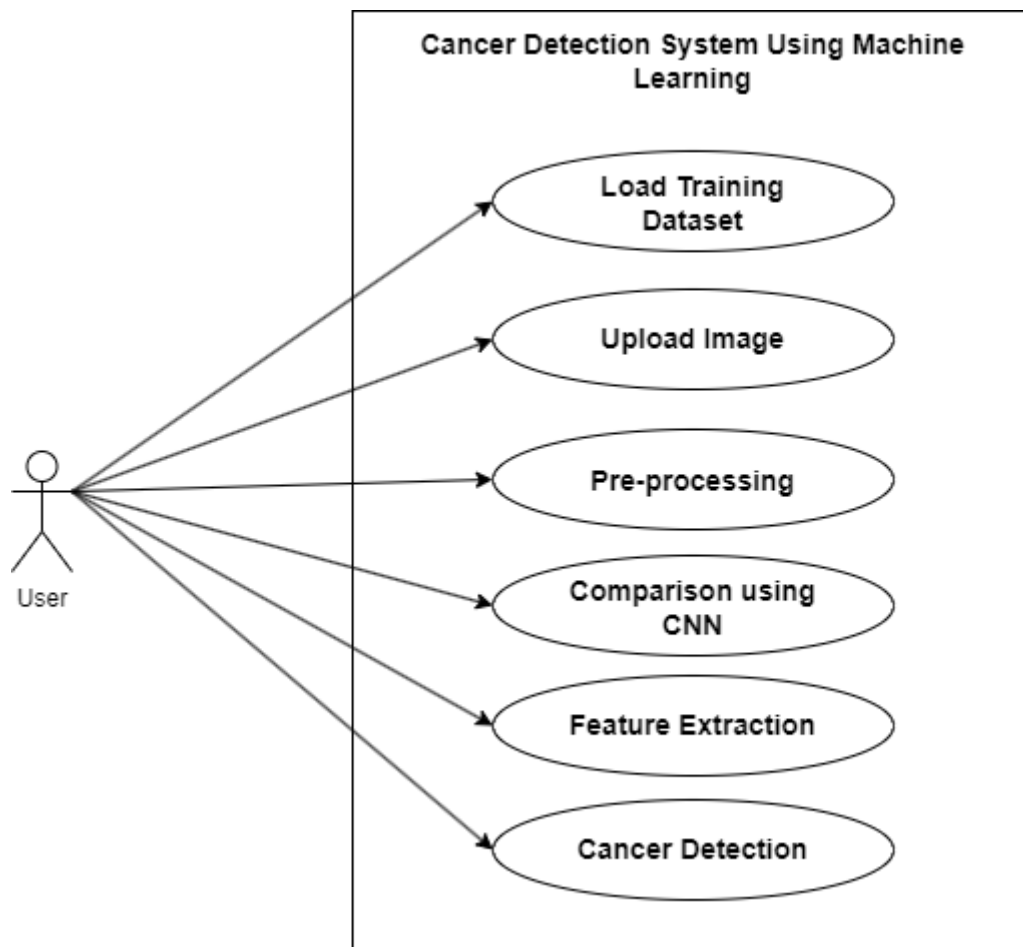 Cancer Detection System Using Machine
Learning
Load Training
Dataset
Upload Image
Pre-processing
Comparison using
CNN
Feature Extraction
Cancer Detection
User